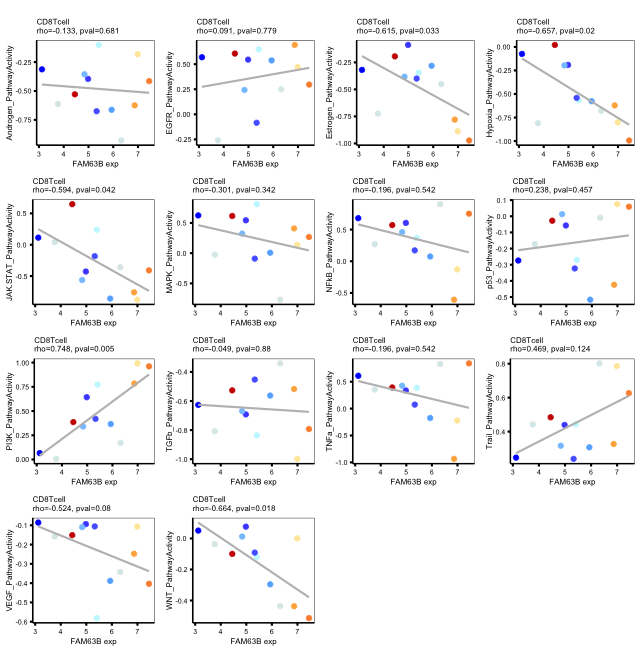 CD8Tcell
rho=-0.133, pval=0.681
Androgen_PathwayActivity
-0.25
-0.50
-0.75
3 4 5 6 7
FAM63B exp
CD8Tcell
rho=0.091, pval=0.779
EGFR_PathwayActivity
0.50
0.25
0.00
-0.25
3 4 5 6 7
FAM63B exp
CD8Tcell
rho=-0.615, pval=0.033
Estrogen_PathwayActivity
-0.25
-0.50
-0.75
-1.00
3 4 5 6 7
FAM63B exp
CD8Tcell
rho=-0.657, pval=0.02
Hypoxia_PathwayActivity
0.00
-0.25
-0.50
-0.75
-1.00
3 4 5 6 7
FAM63B exp
CD8Tcell
rho=-0.594, pval=0.042
JAK-STAT_PathwayActivity
0.5
0.0
-0.5
3 4 5 6 7
FAM63B exp
CD8Tcell
rho=-0.301, pval=0.342
MAPK_PathwayActivity
0.5
0.0
-0.5
3 4 5 6 7
FAM63B exp
CD8Tcell
rho=-0.196, pval=0.542
NFkB_PathwayActivity
0.5
0.0
-0.5
3 4 5 6 7
FAM63B exp
CD8Tcell
rho=0.238, pval=0.457
p53_PathwayActivity
0.1
0.0
-0.1
-0.2
-0.3
-0.4
-0.5
3 4 5 6 7
FAM63B exp
CD8Tcell
rho=0.748, pval=0.005
PI3K_PathwayActivity
1.00
0.75
0.50
0.25
0.00
3 4 5 6 7
FAM63B exp
CD8Tcell
rho=-0.049, pval=0.88
TGFb_PathwayActivity
-0.4
-0.6
-0.8
-1.0
3 4 5 6 7
FAM63B exp
CD8Tcell
rho=-0.196, pval=0.542
TNFa_PathwayActivity
0.5
0.0
-0.5
-1.0
3 4 5 6 7
FAM63B exp
CD8Tcell
rho=0.469, pval=0.124
Trail_PathwayActivity
0.8
0.6
0.4
3 4 5 6 7
FAM63B exp
CD8Tcell
rho=-0.524, pval=0.08
VEGF_PathwayActivity
-0.1
-0.2
-0.3
-0.4
-0.5
-0.6
3 4 5 6 7
FAM63B exp
CD8Tcell
rho=-0.664, pval=0.018
WNT_PathwayActivity
0.0
-0.2
-0.4
3 4 5 6 7
FAM63B exp